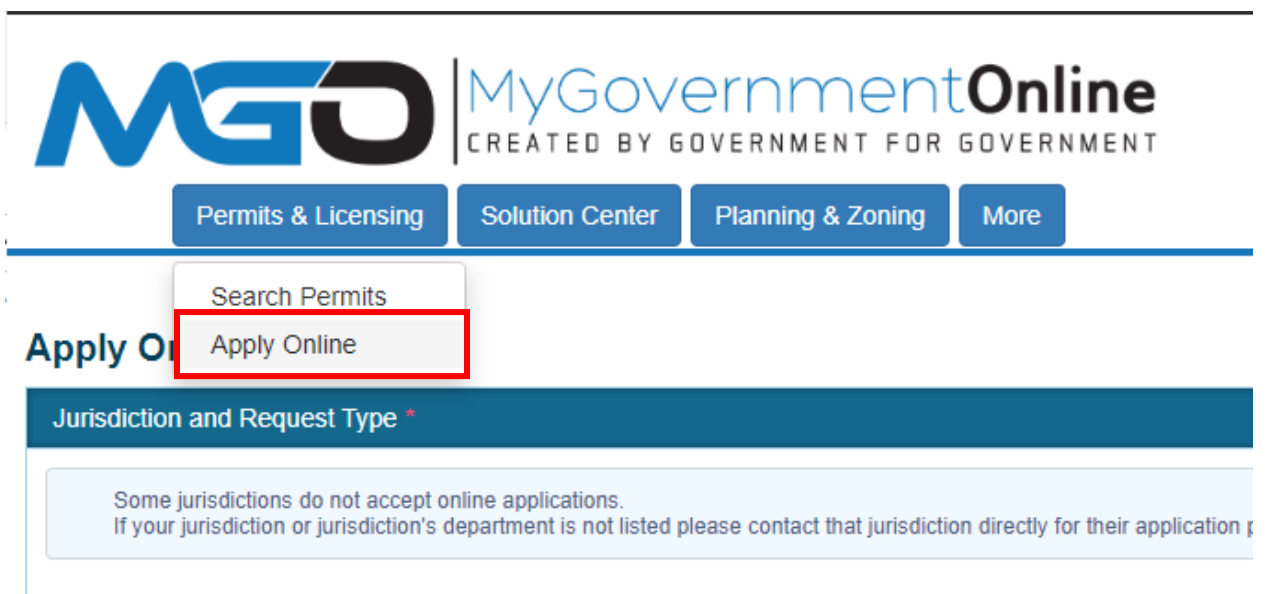 MGO
MyGovernmentOnline
CREATED BY GOVERNMENT FOR GOVERNMENT
Permits & Licensing Solution Center Planning & Zoning More
Search Permits
Apply Online
Apply
Jurisdiction and Request Type *
Some jurisdictions do not accept online applications.
If your jurisdiction or jurisdiction's department is not listed please contact that jurisdiction directly for their application